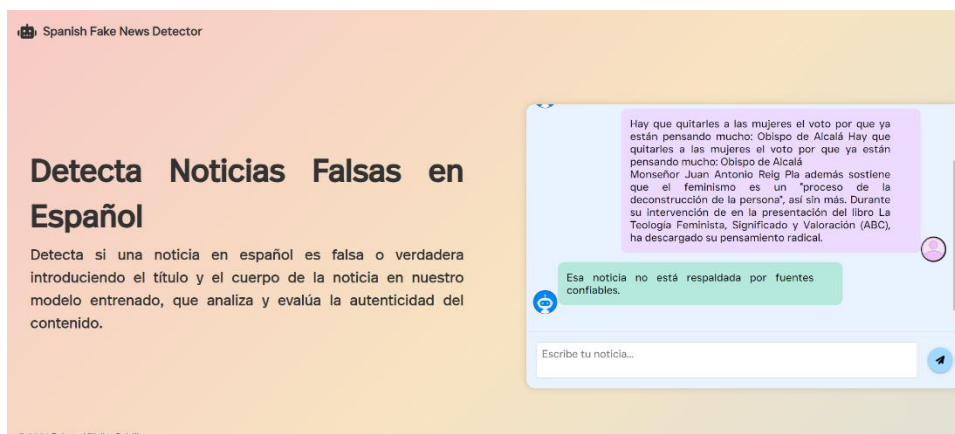 Spanish Fake News Detector
Detecta Noticias Falsas en
Español
Detecta si una noticia en español es falsa o verdadera
introduciendo el título y el cuerpo de la noticia en nuestro
modelo entrenado, que analiza y evalúa la autenticidad del
contenido.
Hay que quitarles a las mujeres el voto por que ya
están pensando mucho: Obispo de Alcalá Hay que
quitarles a las mujeres el voto por que ya están
pensando mucho: Obispo de Alcalá
Monseñor Juan Antonio Reig Pla además sostiene
que el feminismo es un "proceso de la
deconstrucción de la persona", así sin más. Durante
su intervención de en la presentación del libro La
Teología Feminista, Significado y Valoración (ABC),
ha descargado su pensamiento radical.
Esa noticia no está respaldada por fuentes
confiables.
Escribe tu noticia...